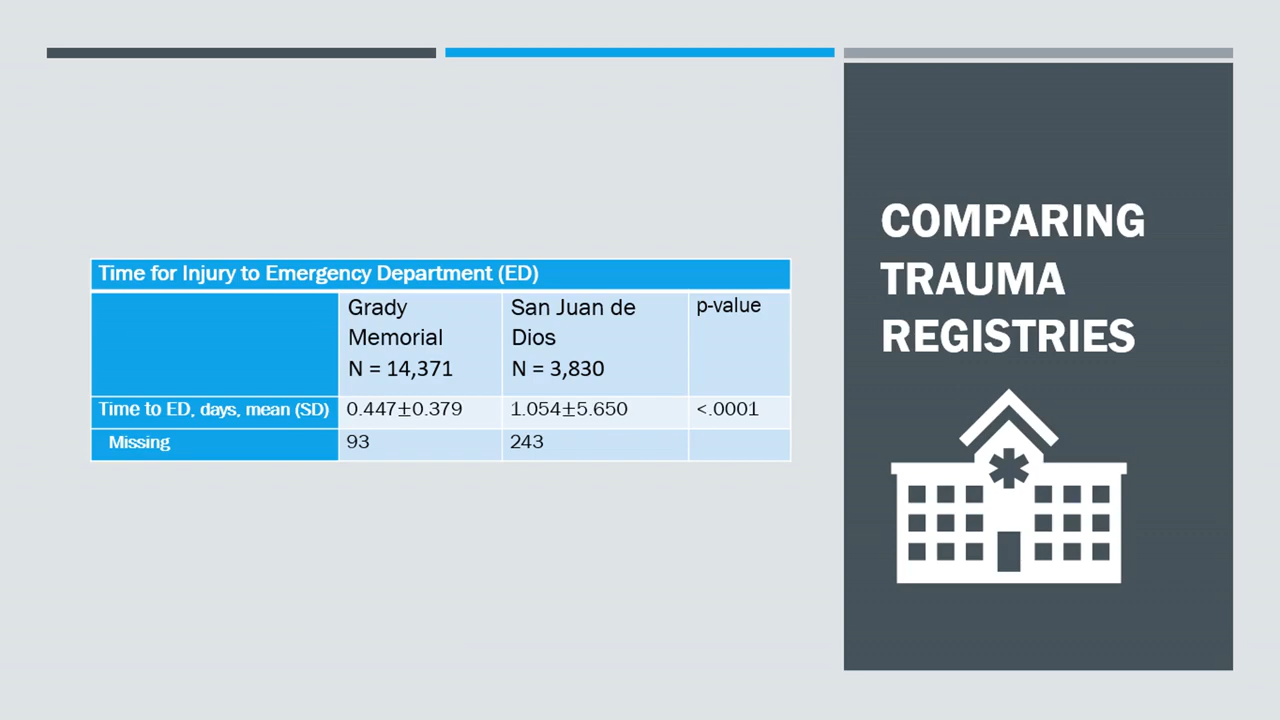 Time for Injury to Emergency Department (ED)
Grady Memorial N = 14,371 San Juan de Dios N = 3,830 p-value
Time to ED, days, mean (SD) 0.447±0.379 1.054±5.650 <.0001
Missing 93 243
COMPARING
TRAUMA
REGISTRIES